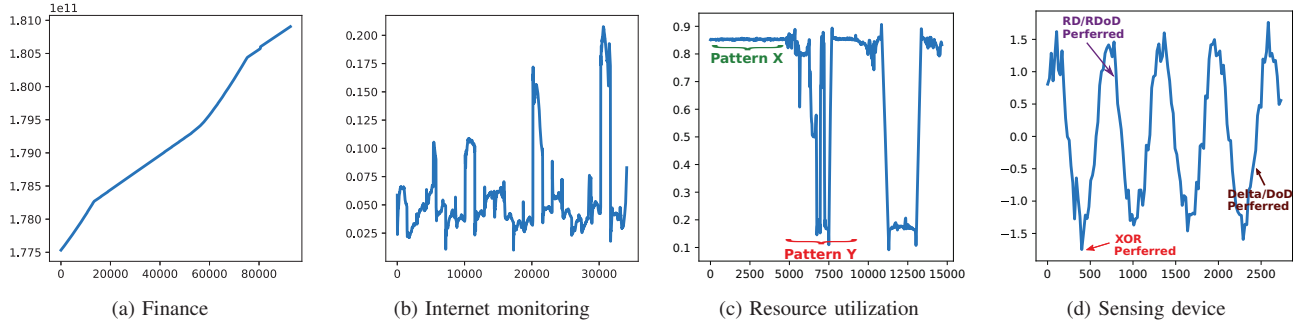 1e11
1.810
1.805
1.800
1.795
1.790
1.785
1.780
1.775
0 20000 40000 60000 80000
(a) Finance
0.200
0.175
0.150
0.125
0.100
0.075
0.050
0.025
0 10000 20000 30000
(b) Internet monitoring
0.9
0.8
0.7
0.6
0.5
0.4
0.3
0.2
0.1
Pattern X
Pattern Y
0 2500 5000 7500 10000 12500 15000
(c) Resource utilization
1.5
1.0
0.5
0.0
−0.5
−1.0
−1.5
RD/RDoD
Perferred
Delta/DoD
Perferred
XOR
Perferred
0 500 1000 1500 2000 2500
(d) Sensing device